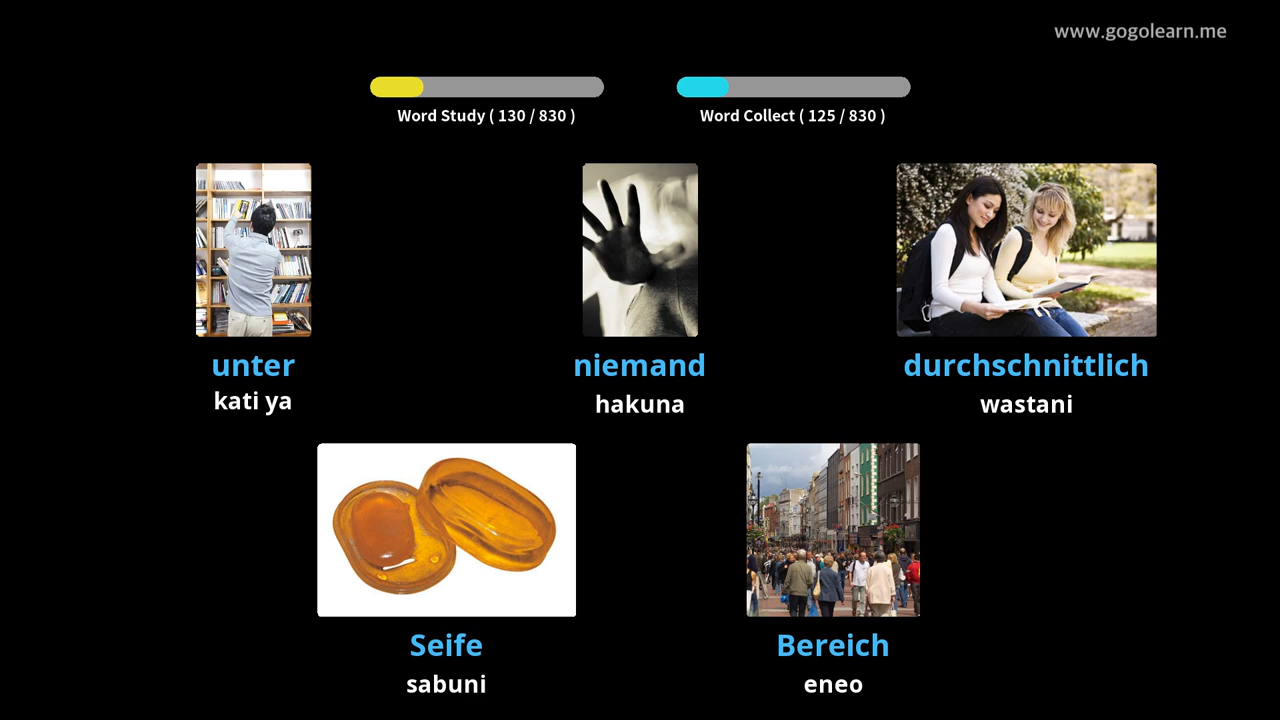 www.gogolearn.me
Word Study ( 130 / 830 )
Word Collect ( 125 / 830 )
unter
kati ya
niemand
hakuna
durchschnittlich
wastani
Seife
sabuni
Bereich
eneo